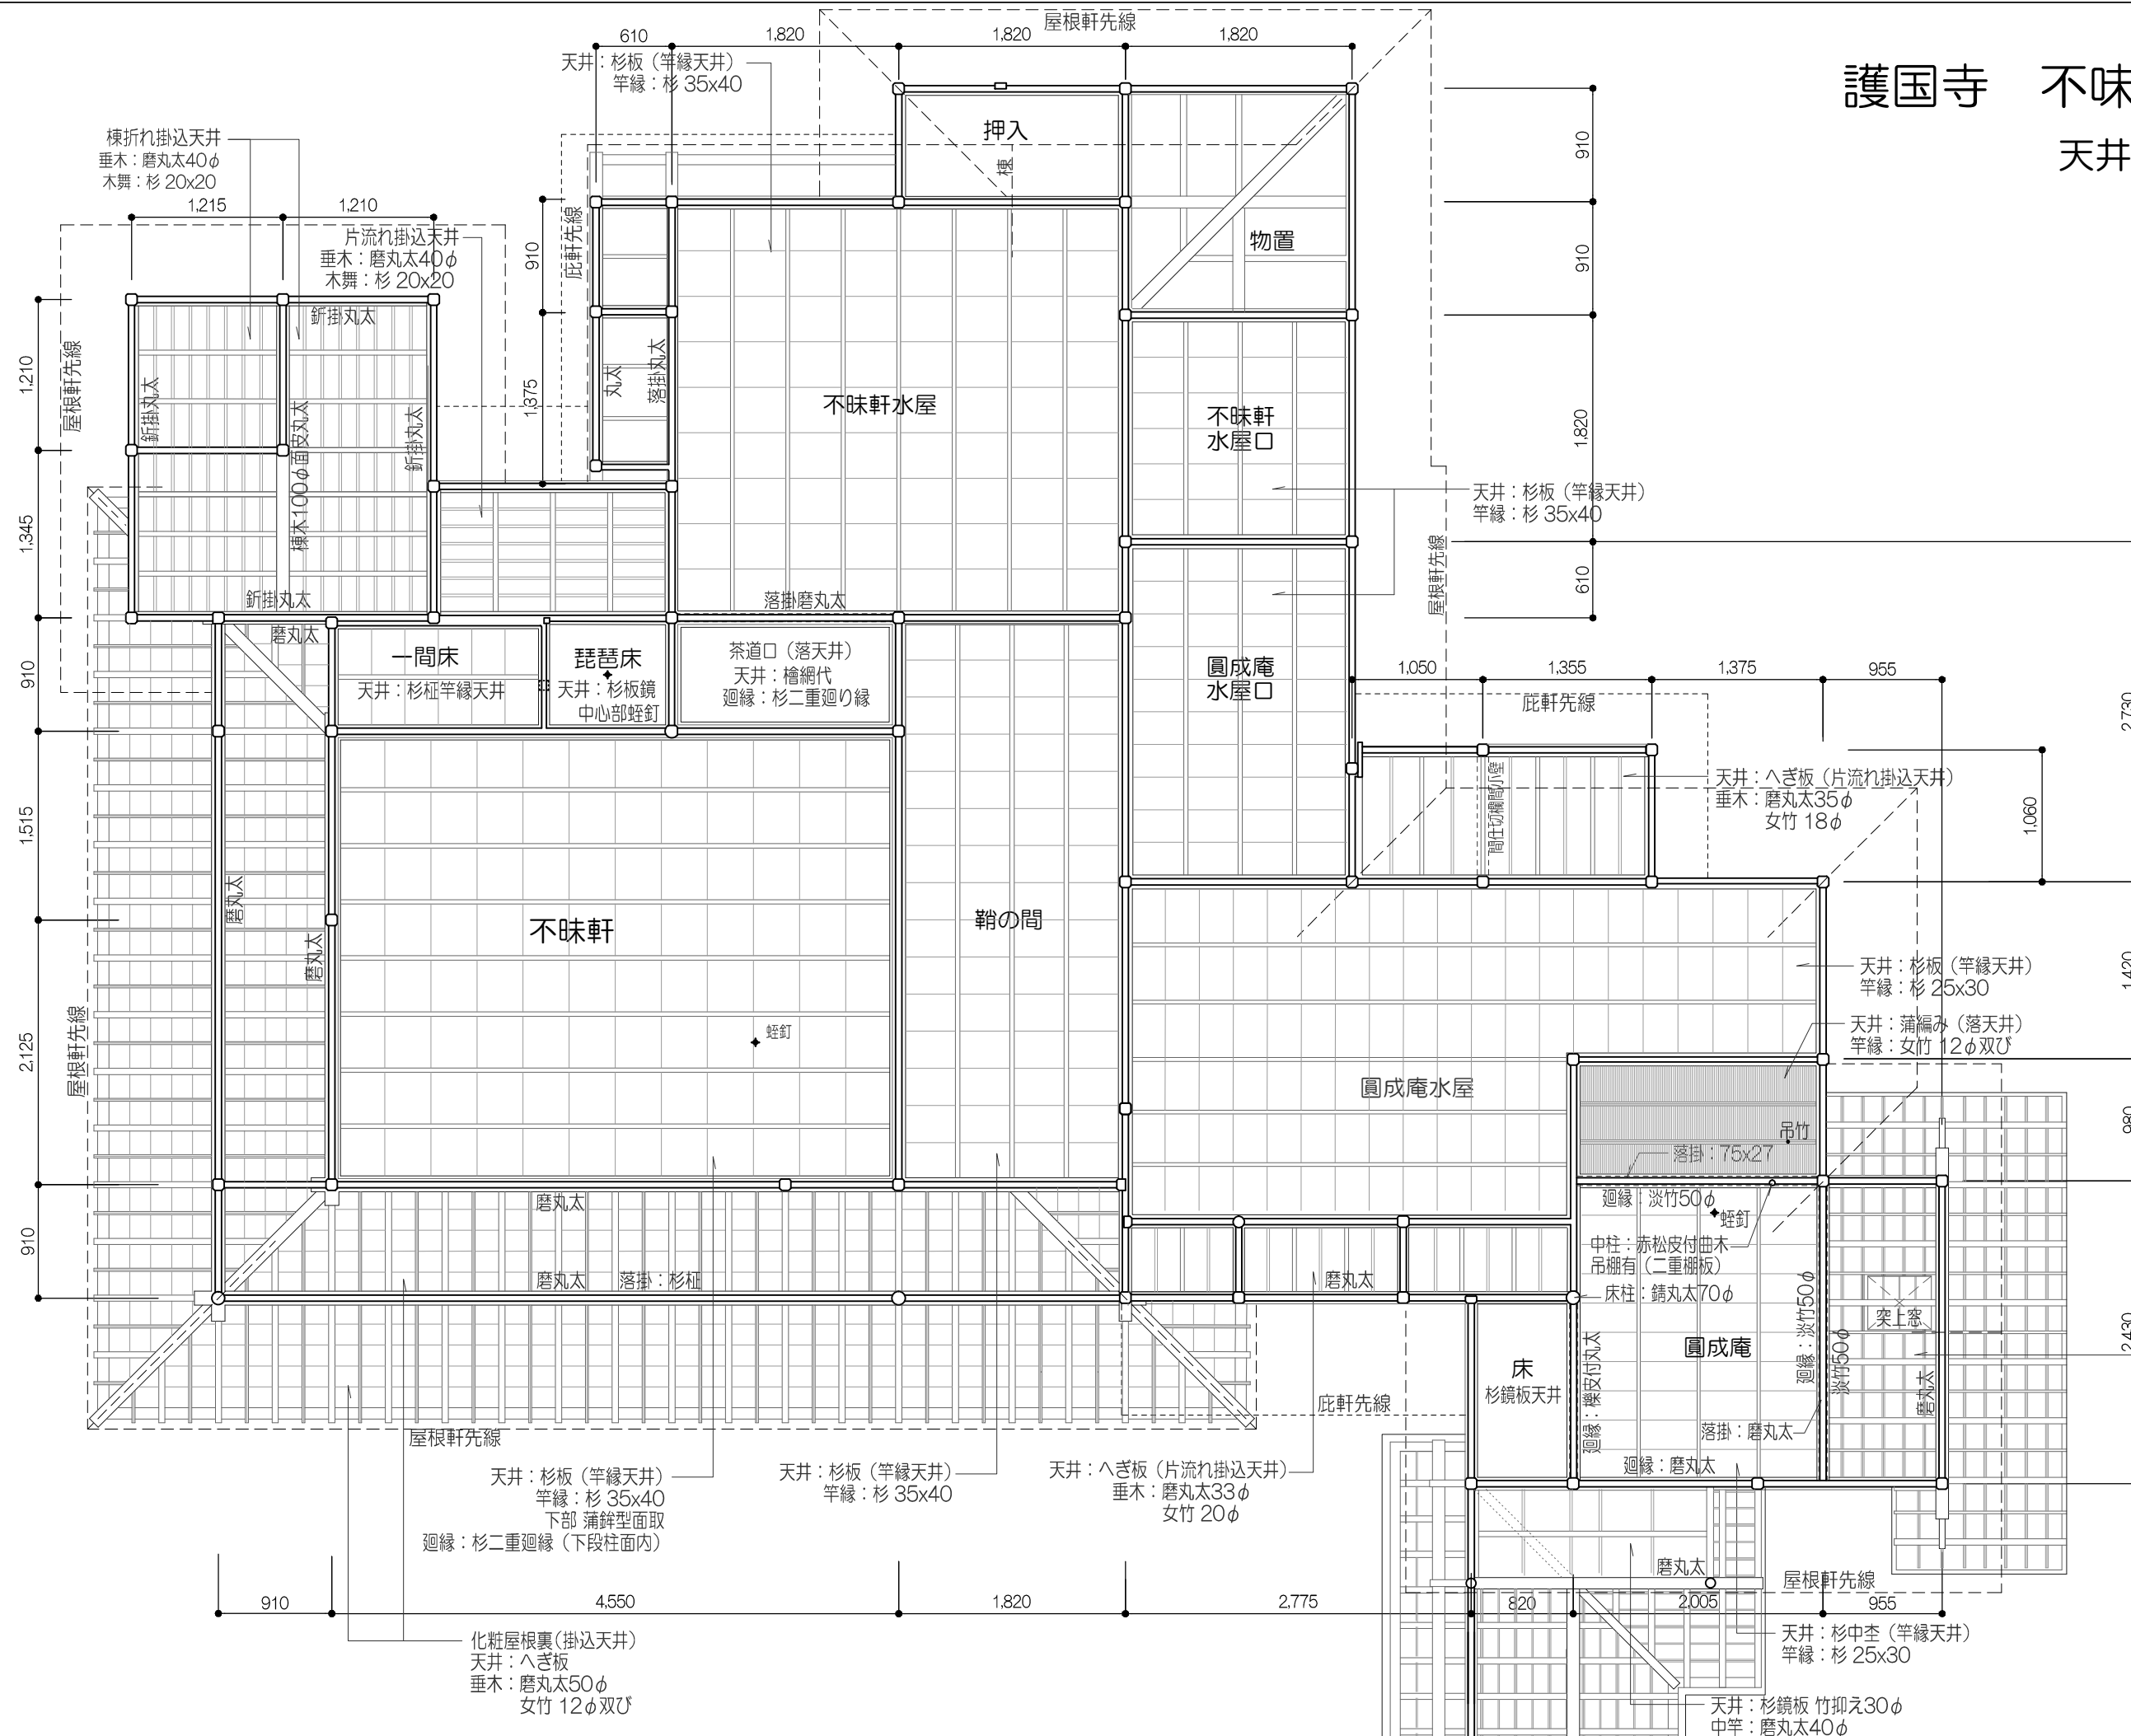 護国寺　不昧
天井
屋根軒先線
610
1,820
1,820
1,820
天井：杉板（竿縁天井）
竿縁：杉 35x40
押入
棟
910
910
1,820
610
物置
棟折れ掛込天井
垂木：磨丸太40φ
木舞：杉 20x20
1,215
1,210
片流れ掛込天井
垂木：磨丸太40φ
木舞：杉 20x20
910
1,375
庇軒先線
釿掛丸太
釿掛丸太
棟木100φ面皮丸太
釿掛丸太
釿掛丸太
屋根軒先線
丸太
落掛丸太
不昧軒水屋
不昧軒
水屋口
天井：杉板（竿縁天井）
竿縁：杉 35x40
屋根軒先線
1,210
1,345
910
1,515
2,125
910
落掛磨丸太
磨丸太
一間床
天井：杉柾竿縁天井
琵琶床
天井：杉板鏡
中心部蛭釘
茶道口（落天井）
天井：檜網代
廻縁：杉二重廻り縁
圓成庵
水屋口
1,050
1,355
1,375
955
庇軒先線
2,730
間仕切欄間小壁
天井：へぎ板（片流れ掛込天井）
垂木：磨丸太35φ
女竹 18φ
1,060
磨丸太
磨丸太
不昧軒
鞘の間
蛭釘
屋根軒先線
天井：杉板（竿縁天井）
竿縁：杉 25x30
1,420
天井：蒲編み（落天井）
竿縁：女竹 12φ双び
圓成庵水屋
吊竹
落掛：75x27
980
廻縁：淡竹50φ
蛭釘
中柱：赤松皮付曲木
吊棚有（二重棚板）
床柱：錆丸太70φ
磨丸太
磨丸太
落掛：杉柾
磨丸太
突上窓
圓成庵
廻縁：淡竹50φ
淡竹50φ
磨丸太
2,430
床
杉鏡板天井
落掛：磨丸太
廻縁：磨丸太
庇軒先線
屋根軒先線
天井：杉板（竿縁天井）
竿縁：杉 35x40
下部 蒲鉾型面取
廻縁：杉二重廻縁（下段柱面内）
天井：杉板（竿縁天井）
竿縁：杉 35x40
天井：へぎ板（片流れ掛込天井）
垂木：磨丸太33φ
女竹 20φ
磨丸太
屋根軒先線
910
4,550
1,820
2,775
820
2,005
955
化粧屋根裏（掛込天井）
天井：へぎ板
垂木：磨丸太50φ
女竹 12φ双び
天井：杉中杢（竿縁天井）
竿縁：杉 25x30
天井：杉鏡板 竹抑え30φ
中竿：磨丸太40φ